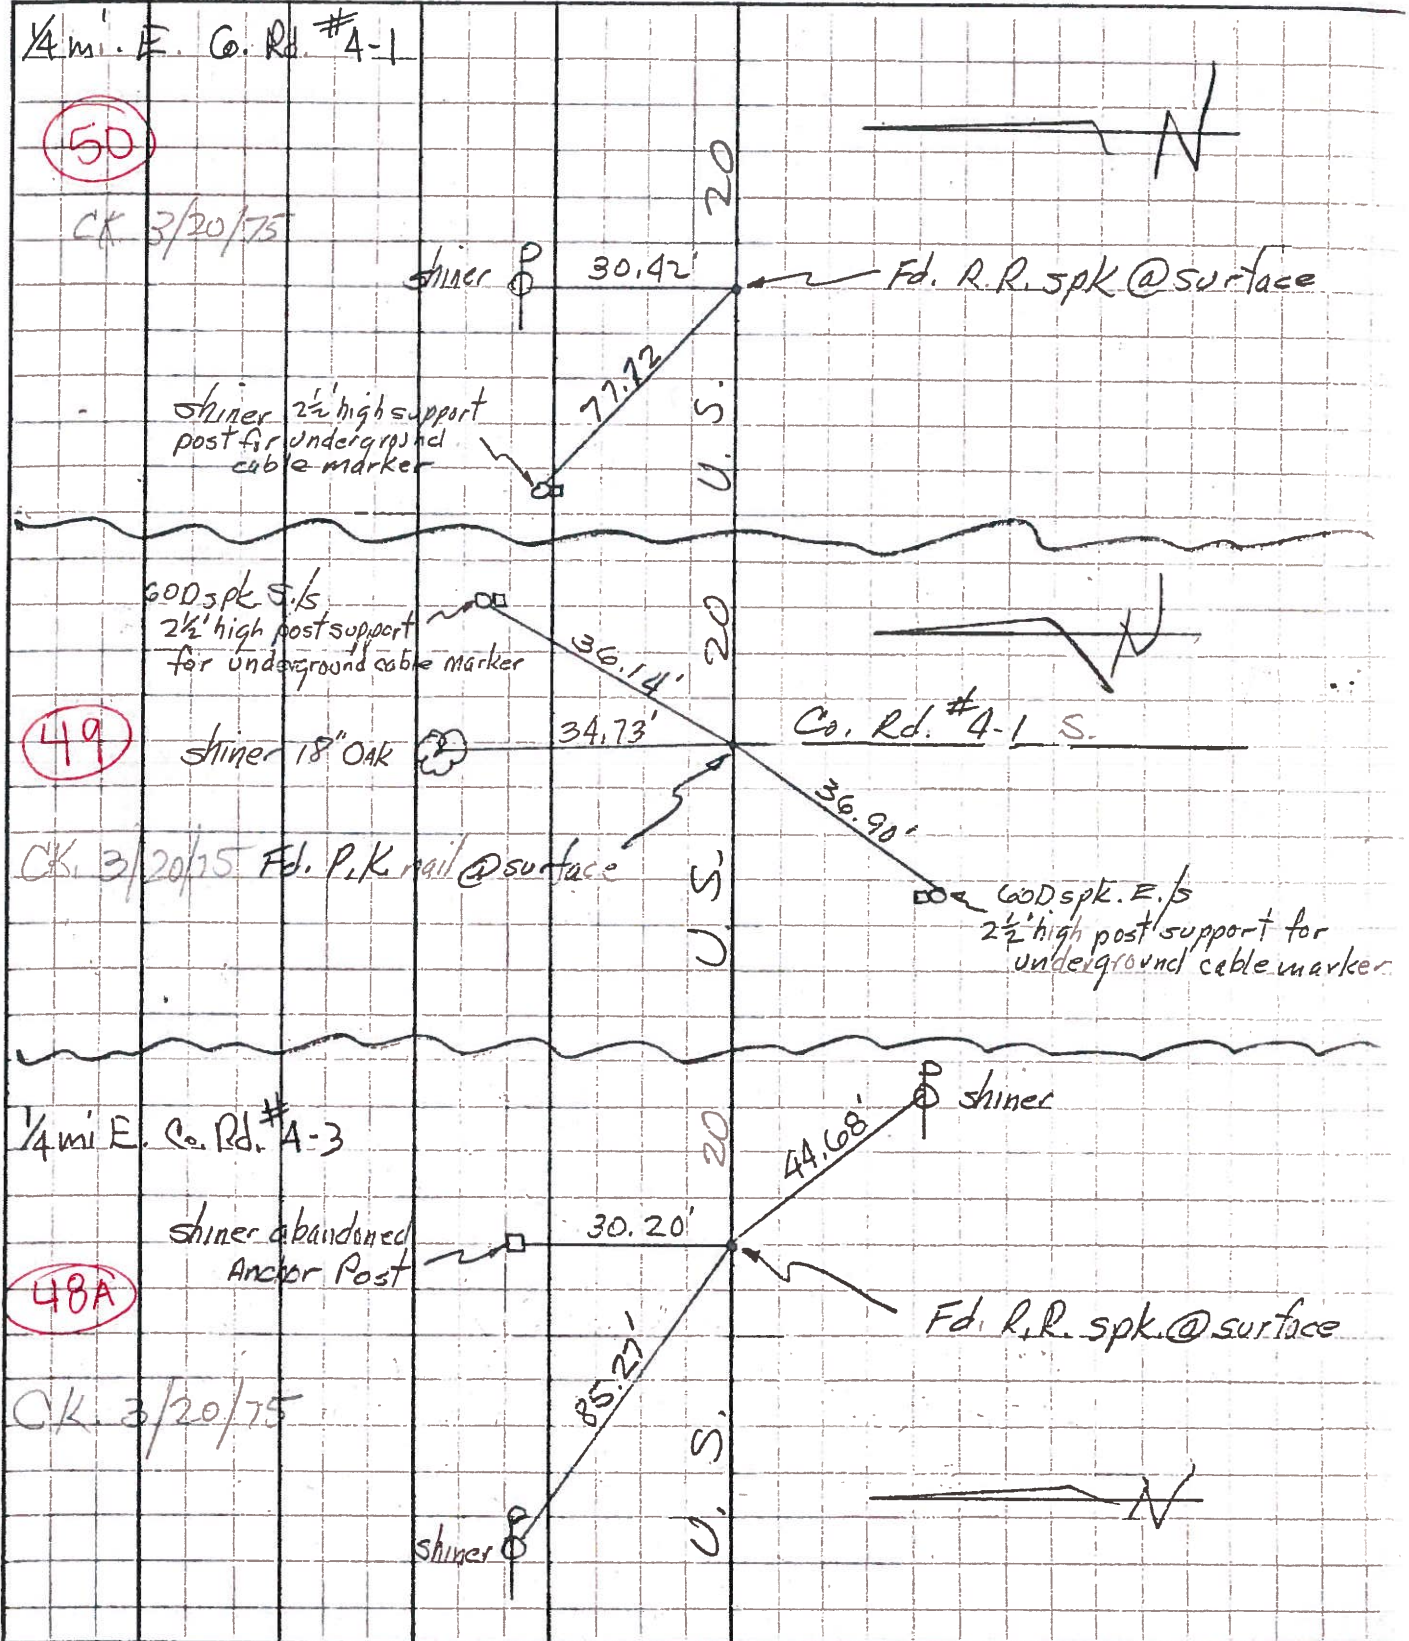 1/4 mi. E. Co. Rd. #4-1
50
CK 3/20/75
U. S. 20
N
shiner
30.42'
Fd. R.R. spk @ surface
77.72
shiner 2½' high support
post for underground
cable marker
60D spk S./s
2½' high post support
for underground cable marker
36.14'
U. S. 20
N
49
shiner 18" OAK
34.73'
Co. Rd. #4-1 S.
36.90'
CK. 3/20/75
Fd. P.K. nail @ surface
60D spk. E./s
2½' high post support for
underground cable marker
1/4 mi E. Co. Rd. #4-3
U. S. 20
shiner
44.68'
shiner abandoned
Anchor Post
30.20'
48A
Fd. R.R. spk. @ surface
85.27'
CK. 3/20/75
N
shiner